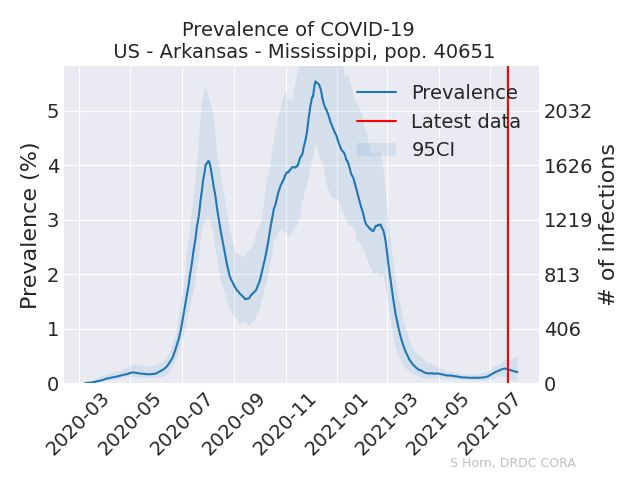 Prevalence of COVID-19
US - Arkansas - Mississippi, pop. 40651
Prevalence
Latest data
95CI
Prevalence (%)
5
4
3
2
1
0
2032
1626
1219
813
406
0
# of infections
2020-03
2020-05
2020-07
2020-09
2020-11
2021-01
2021-03
2021-05
2021-07
S Horn, DRDC CORA